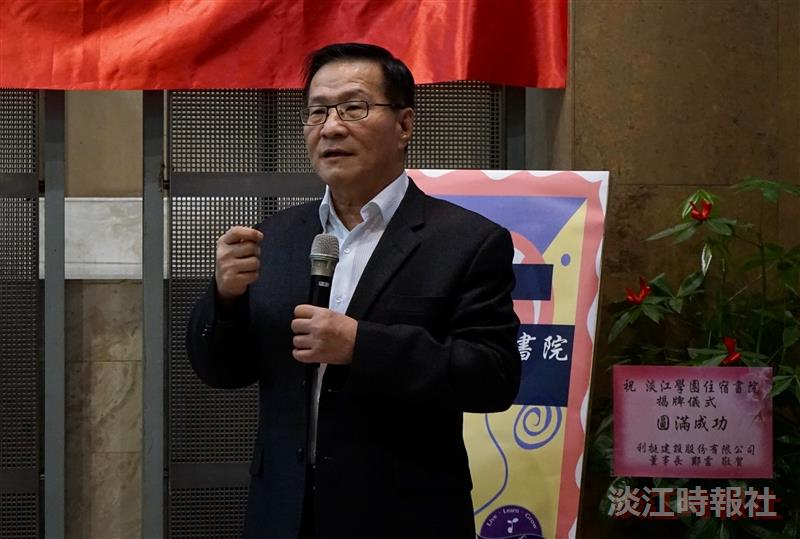 書院
祝 淡江學園住宿書院
揭牌儀式
圓滿成功
利挺建設股份有限公司
董事長 鄭雲 敬賀
Live · Learn · Grow
淡江時報社